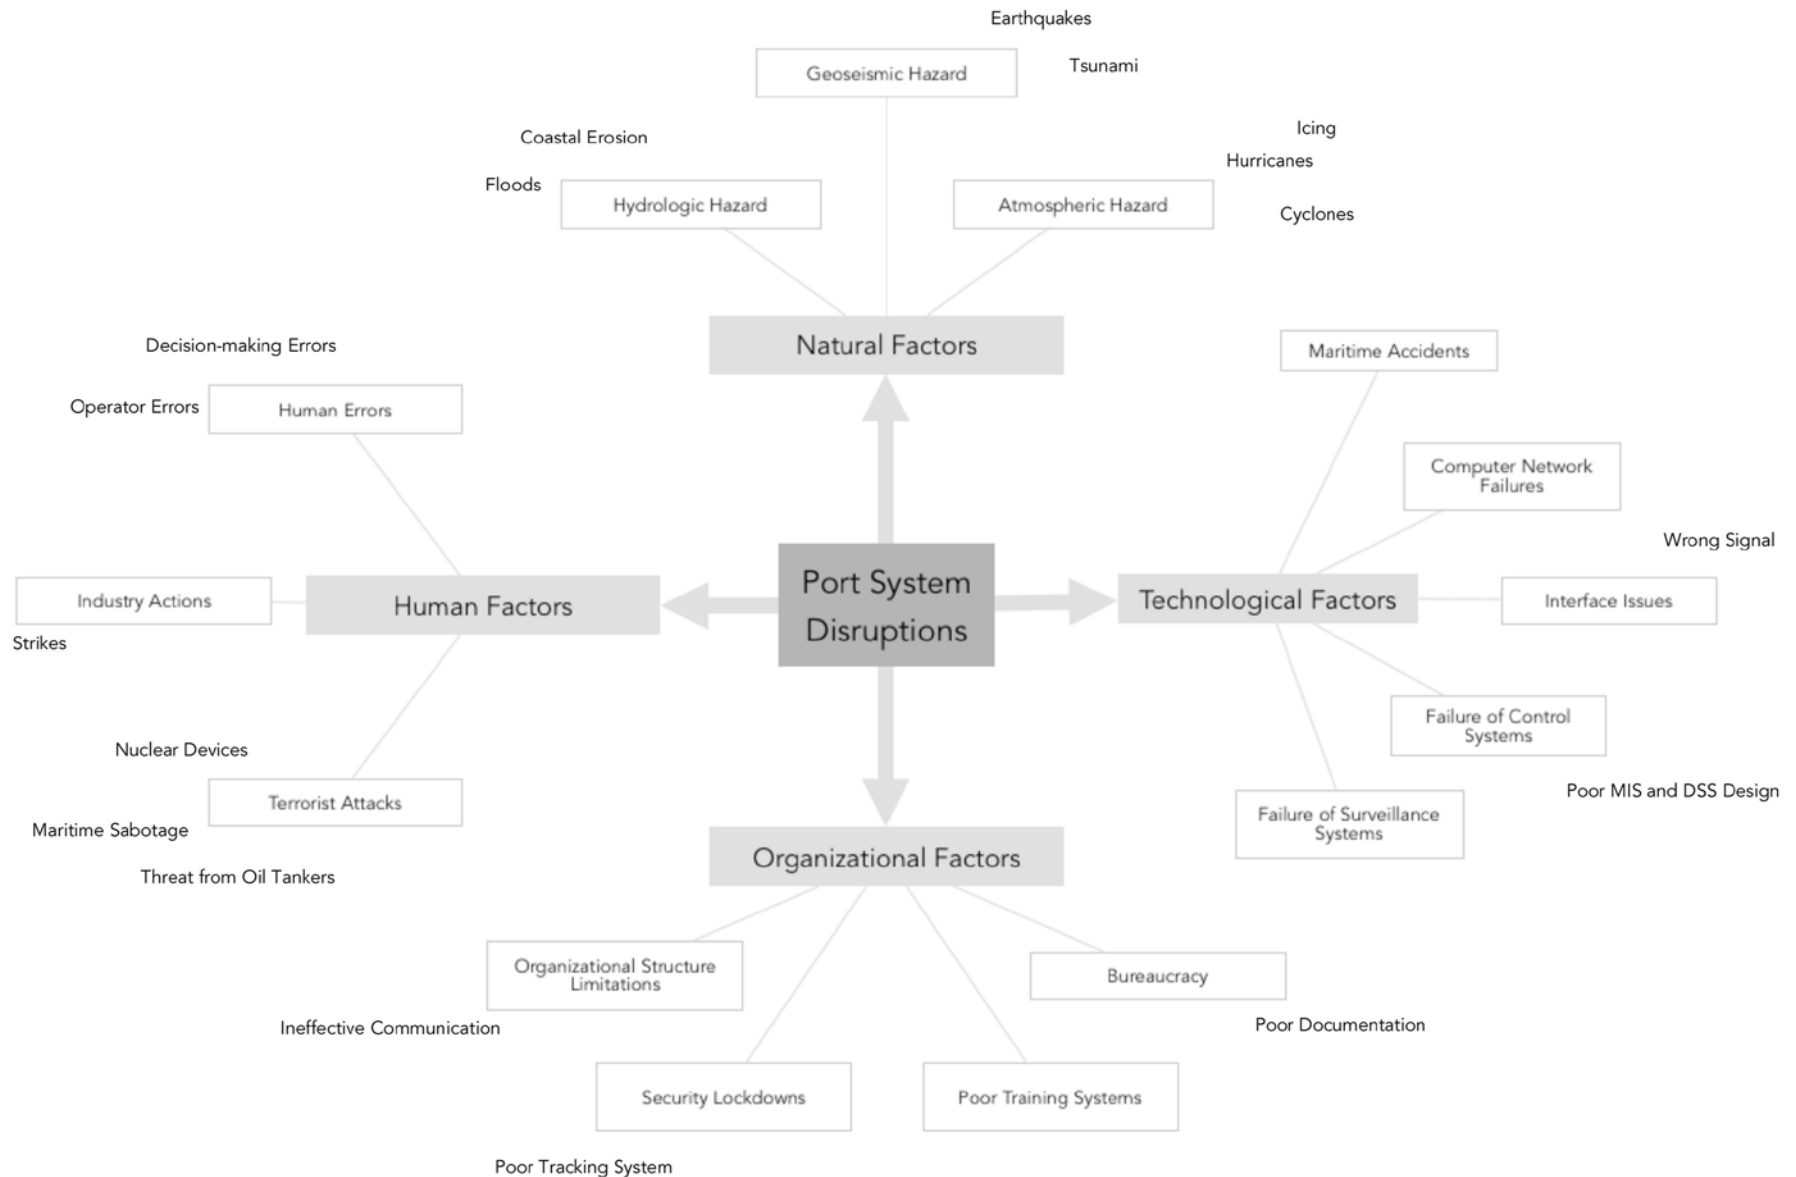 Earthquakes
Geoseismic Hazard
Tsunami
Icing
Coastal Erosion
Hurricanes
Floods
Hydrologic Hazard
Atmospheric Hazard
Cyclones
Natural Factors
Decision-making Errors
Maritime Accidents
Operator Errors
Human Errors
Computer Network
Failures
Wrong Signal
Port System
Disruptions
Industry Actions
Human Factors
Technological Factors
Interface Issues
Strikes
Failure of Control
Systems
Nuclear Devices
Terrorist Attacks
Poor MIS and DSS Design
Maritime Sabotage
Failure of Surveillance
Systems
Threat from Oil Tankers
Organizational Factors
Organizational Structure
Limitations
Bureaucracy
Ineffective Communication
Poor Documentation
Security Lockdowns
Poor Training Systems
Poor Tracking System